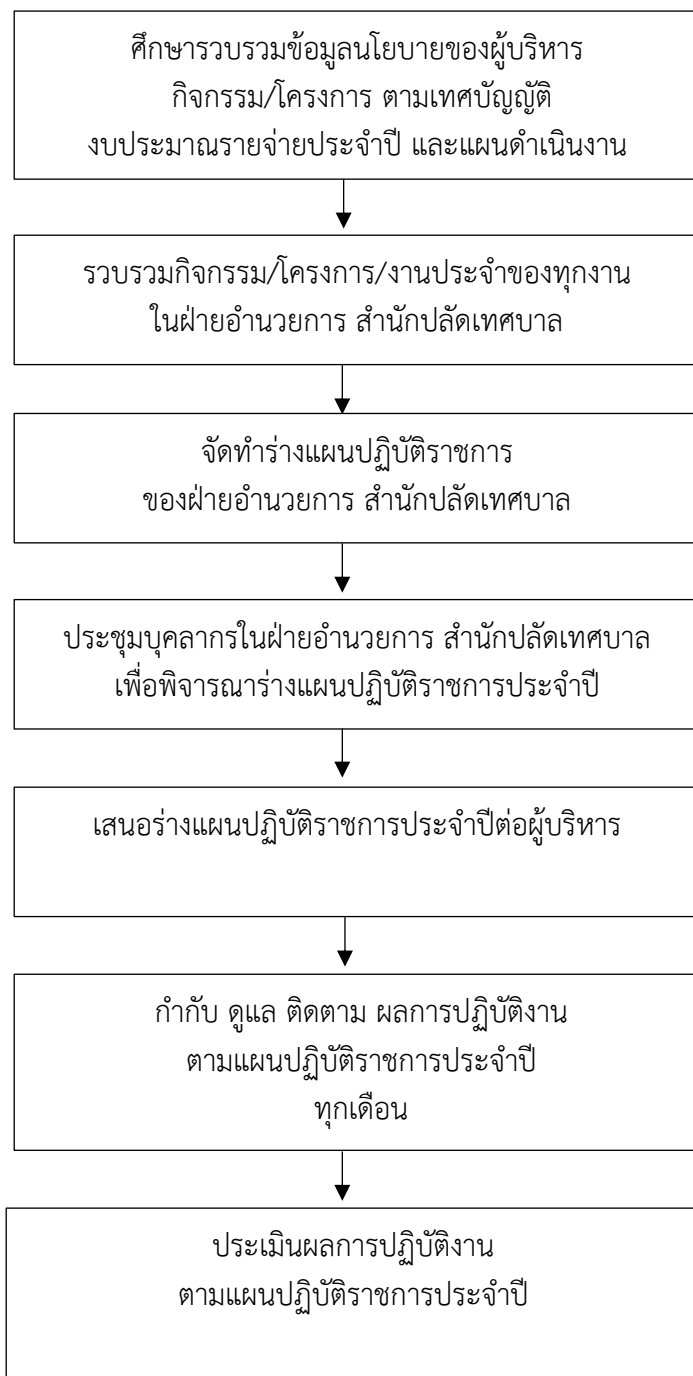 ศึกษารวบรวมข้อมูลนโยบายของผู้บริหาร
กิจกรรม/โครงการ ตามเทศบัญญัติ
งบประมาณรายจ่ายประจำปี และแผนดำเนินงาน
รวบรวมกิจกรรม/โครงการ/งานประจำของทุกงาน
ในฝ่ายอำนวยการ สำนักปลัดเทศบาล
จัดทำร่างแผนปฏิบัติราชการ
ของฝ่ายอำนวยการ สำนักปลัดเทศบาล
ประชุมบุคลากรในฝ่ายอำนวยการ สำนักปลัดเทศบาล
เพื่อพิจารณาร่างแผนปฏิบัติราชการประจำปี
เสนอร่างแผนปฏิบัติราชการประจำปีต่อผู้บริหาร
กำกับ ดูแล ติดตาม ผลการปฏิบัติงาน
ตามแผนปฏิบัติราชการประจำปี
ทุกเดือน
ประเมินผลการปฏิบัติงาน
ตามแผนปฏิบัติราชการประจำปี